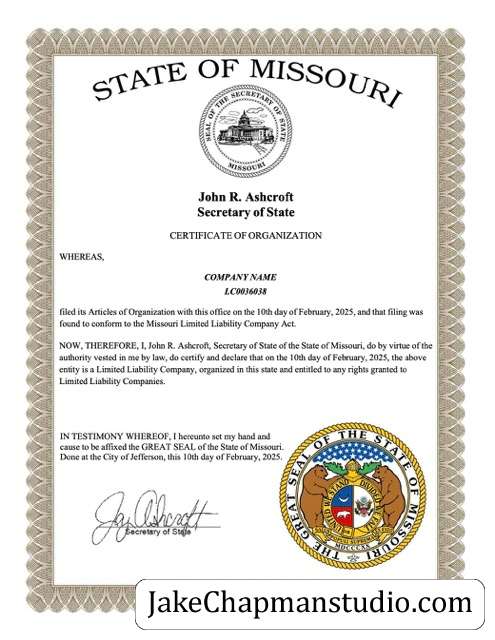 STATE OF MISSOURI
SEAL OF THE SECRETARY OF STATE
MISSOURI
John R. Ashcroft
Secretary of State
CERTIFICATE OF ORGANIZATION
WHEREAS,
COMPANY NAME
LC0036038
filed its Articles of Organization with this office on the 10th day of February, 2025, and that filing was
found to conform to the Missouri Limited Liability Company Act.
NOW, THEREFORE, I, John R. Ashcroft, Secretary of State of the State of Missouri, do by virtue of the
authority vested in me by law, do certify and declare that on the 10th day of February, 2025, the above
entity is a Limited Liability Company, organized in this state and entitled to any rights granted to
Limited Liability Companies.
IN TESTIMONY WHEREOF, I hereunto set my hand and
cause to be affixed the GREAT SEAL of the State of Missouri.
Done at the City of Jefferson, this 10th day of February, 2025.
THE GREAT SEAL OF THE STATE OF MISSOURI
UNITED WE STAND DIVIDED WE FALL
MDCCCXX
Secretary of State
JakeChapmanstudio.com